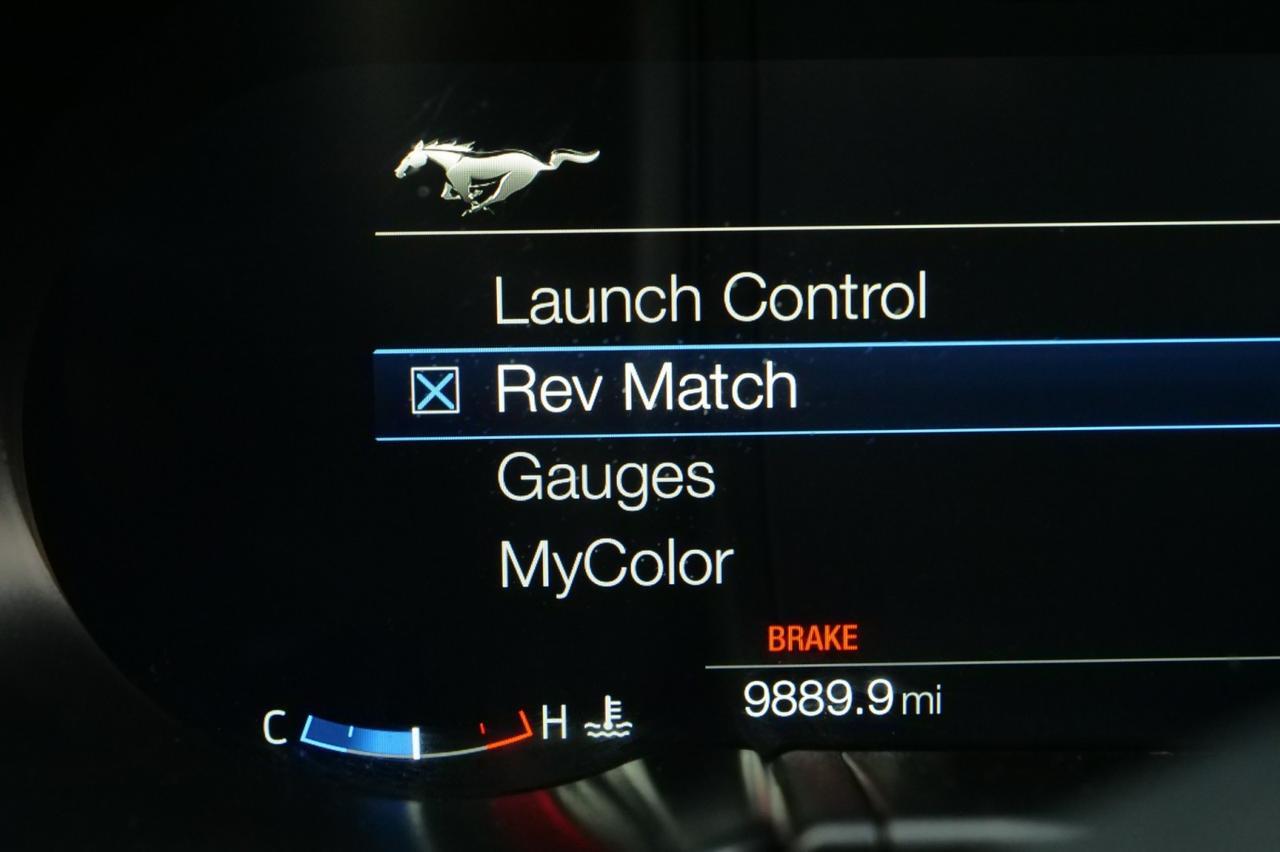 Launch Control
Rev Match
Gauges
MyColor
BRAKE
9889.9 mi
C H